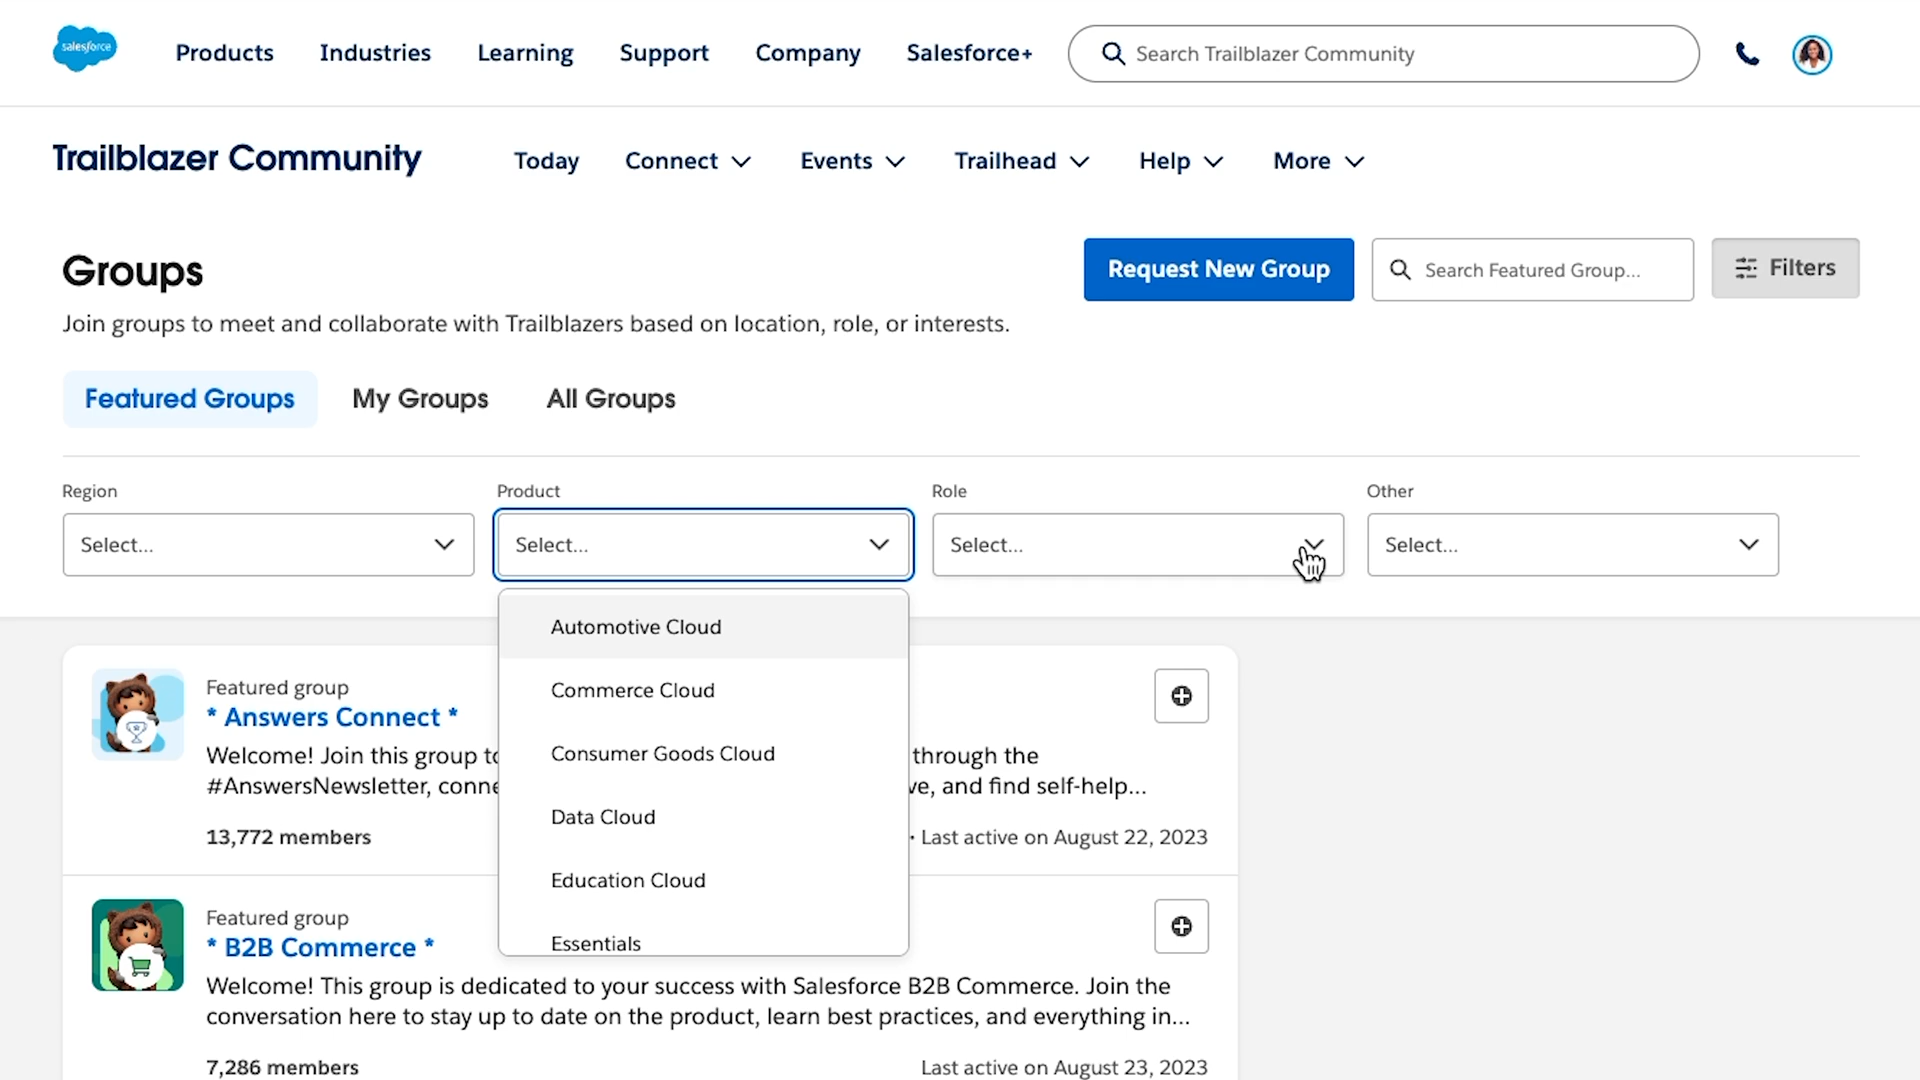 salesforce
Products
Industries
Learning
Support
Company
Salesforce+
Search Trailblazer Community
Trailblazer Community
Today
Connect
Events
Trailhead
Help
More
Groups
Request New Group
Search Featured Group...
Filters
Join groups to meet and collaborate with Trailblazers based on location, role, or interests.
Featured Groups
My Groups
All Groups
Region
Product
Role
Other
Select...
Select...
Select...
Select...
Automotive Cloud
Commerce Cloud
Consumer Goods Cloud
Data Cloud
Education Cloud
Essentials
Featured group
* Answers Connect *
Welcome! Join this group to through the
#AnswersNewsletter, conne ve, and find self-help...
13,772 members · Last active on August 22, 2023
Featured group
* B2B Commerce *
Welcome! This group is dedicated to your success with Salesforce B2B Commerce. Join the
conversation here to stay up to date on the product, learn best practices, and everything in...
7,286 members Last active on August 23, 2023